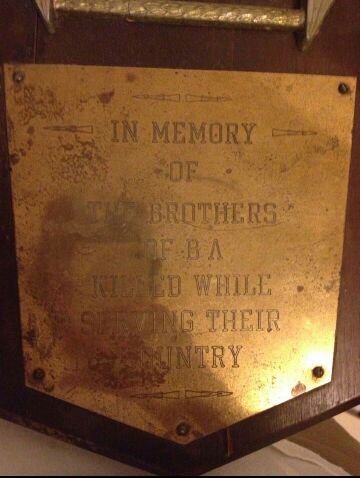 IN MEMORY
OF
THE BROTHERS
OF B A
KILLED WHILE
SERVING THEIR
COUNTRY